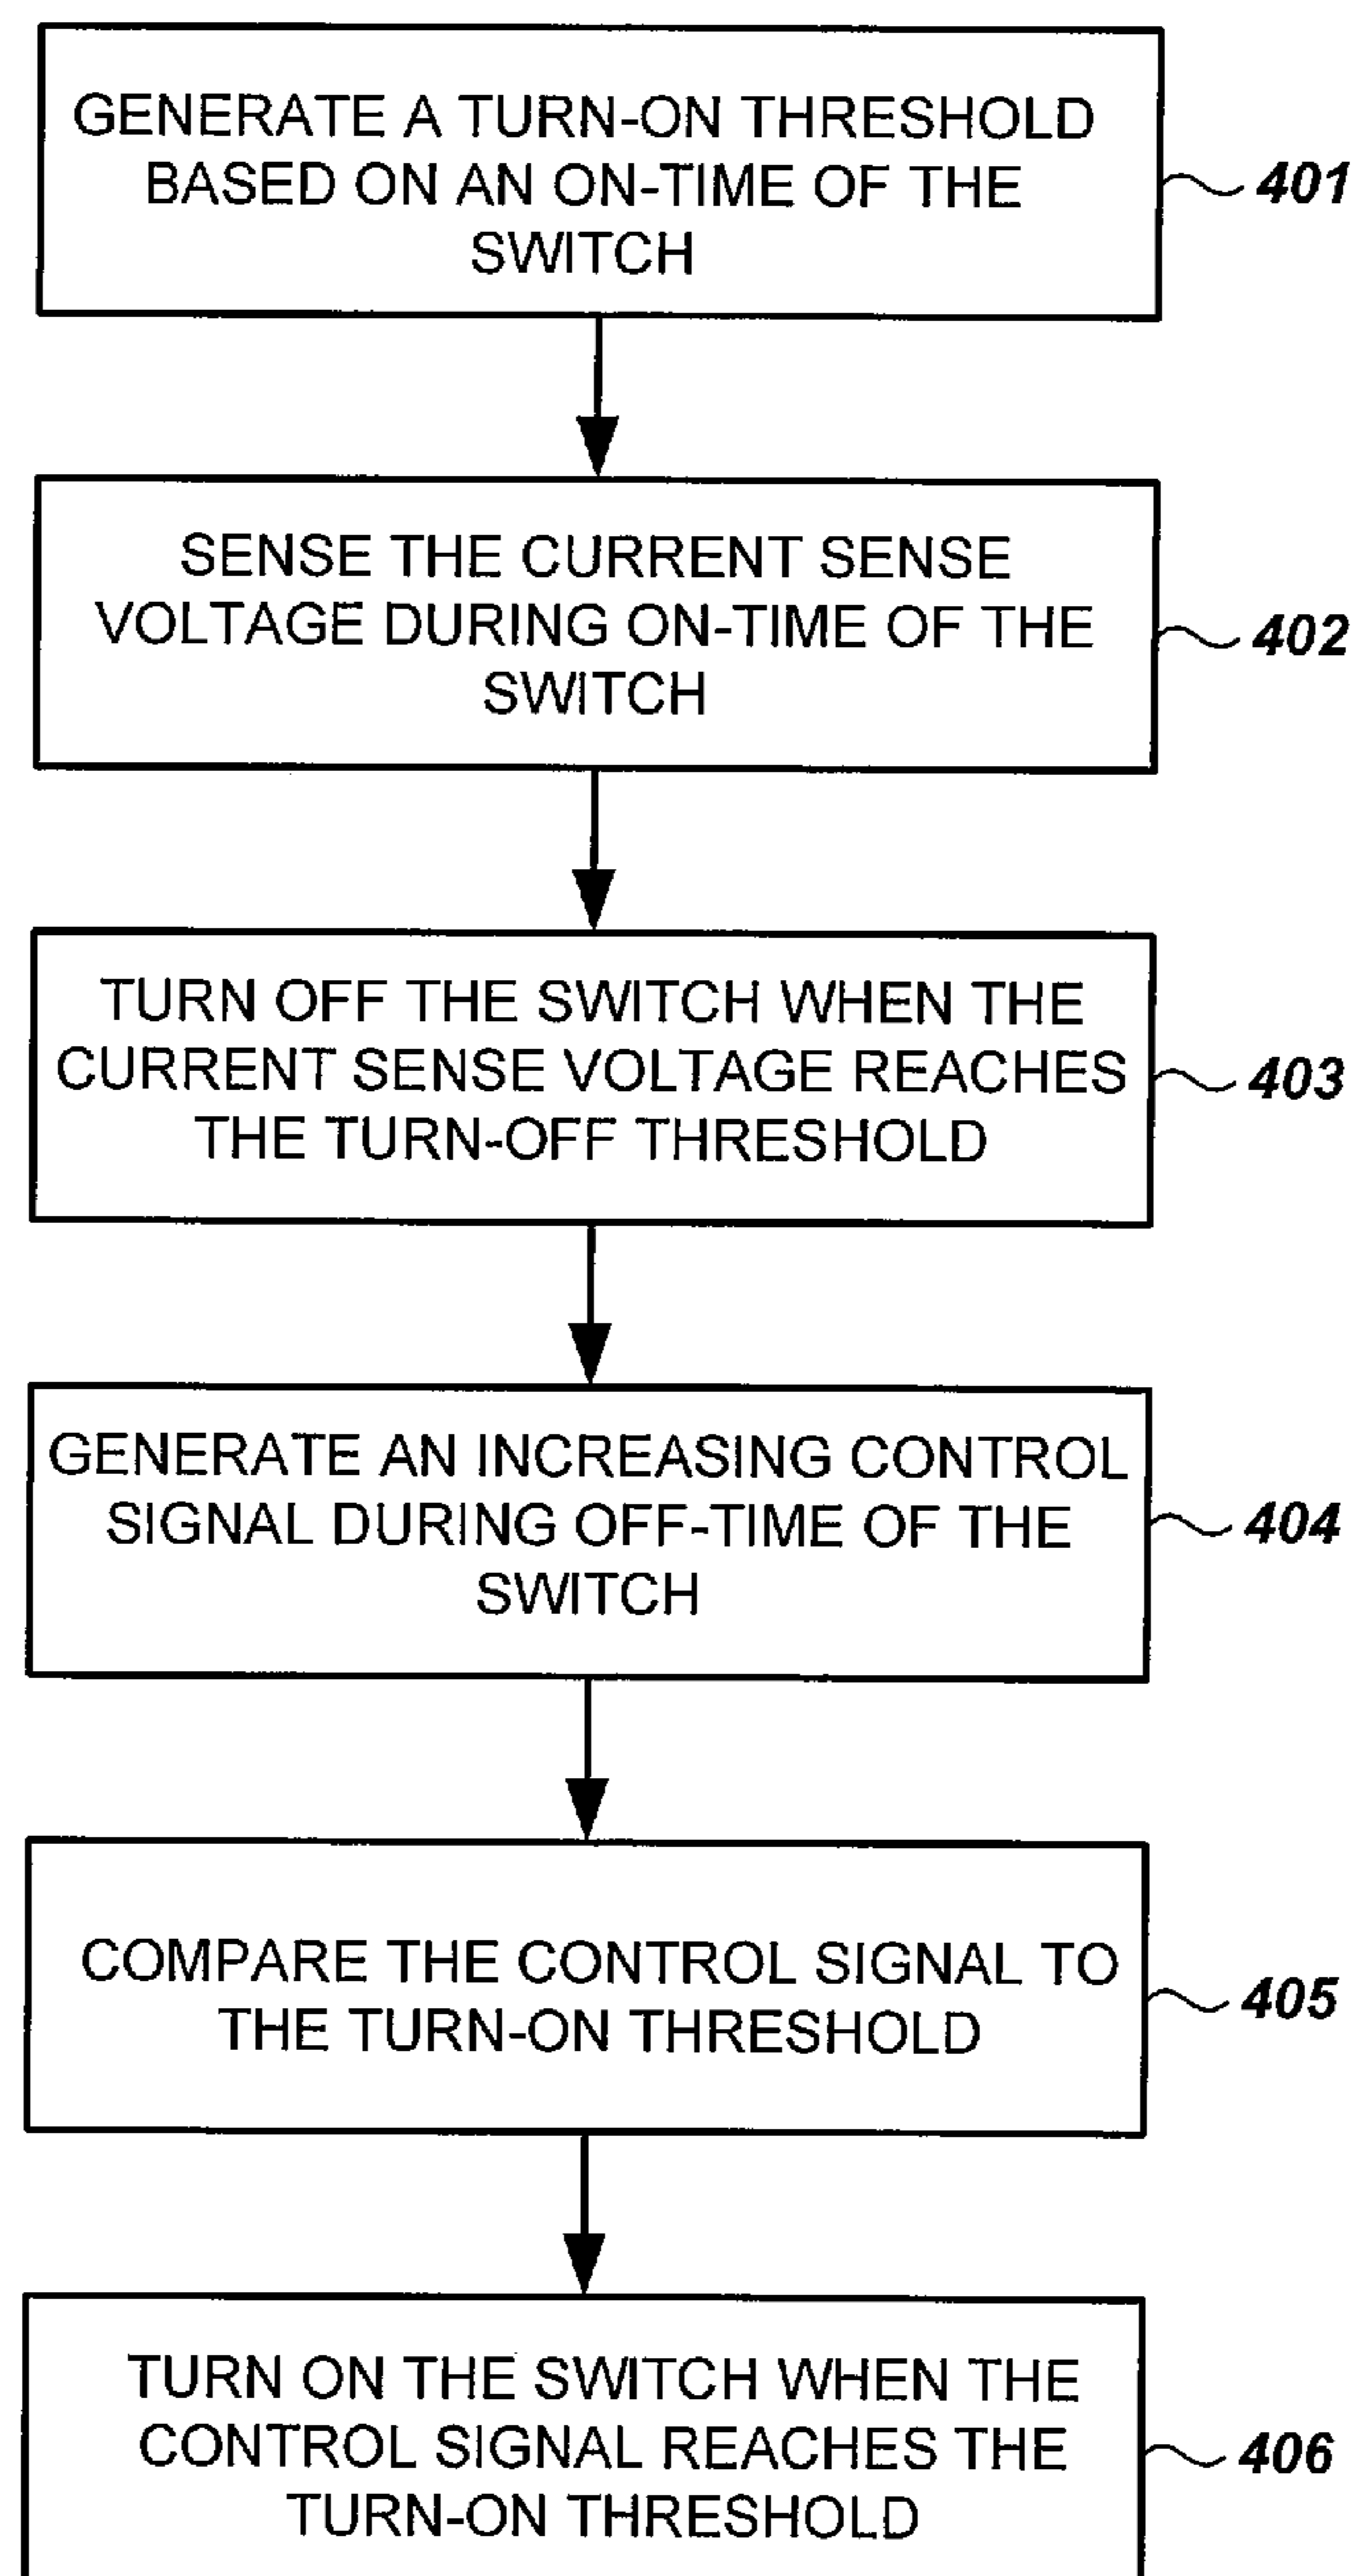 GENERATE A TURN-ON THRESHOLD
BASED ON AN ON-TIME OF THE
SWITCH
401
SENSE THE CURRENT SENSE
VOLTAGE DURING ON-TIME OF THE
SWITCH
402
TURN OFF THE SWITCH WHEN THE
CURRENT SENSE VOLTAGE REACHES
THE TURN-OFF THRESHOLD
403
GENERATE AN INCREASING CONTROL
SIGNAL DURING OFF-TIME OF THE
SWITCH
404
COMPARE THE CONTROL SIGNAL TO
THE TURN-ON THRESHOLD
405
TURN ON THE SWITCH WHEN THE
CONTROL SIGNAL REACHES THE
TURN-ON THRESHOLD
406